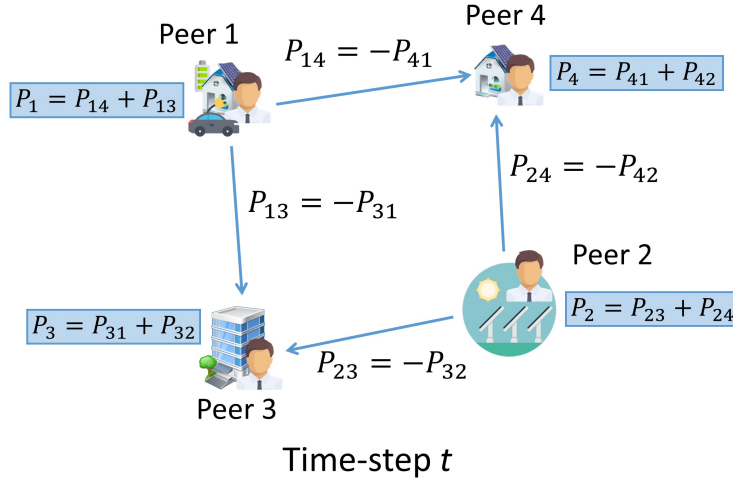 Peer 1
Peer 4
P₁₄ = −P₄₁
P₁ = P₁₄ + P₁₃
P₄ = P₄₁ + P₄₂
P₂₄ = −P₄₂
P₁₃ = −P₃₁
Peer 2
P₃ = P₃₁ + P₃₂
P₂ = P₂₃ + P₂₄
P₂₃ = −P₃₂
Peer 3
Time-step t